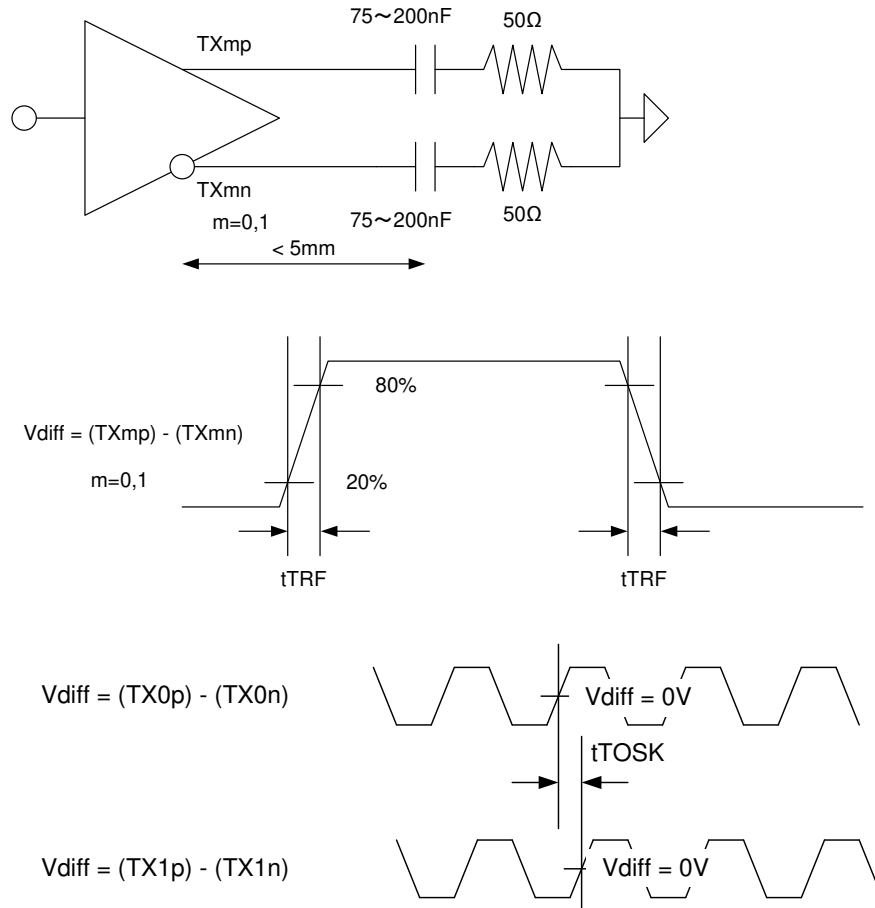 75～200nF
50Ω
TXmp
TXmn
m=0,1
75～200nF
50Ω
< 5mm
80%
Vdiff = (TXmp) - (TXmn)
m=0,1
20%
tTRF
tTRF
Vdiff = (TX0p) - (TX0n)
Vdiff = 0V
tTOSK
Vdiff = (TX1p) - (TX1n)
Vdiff = 0V